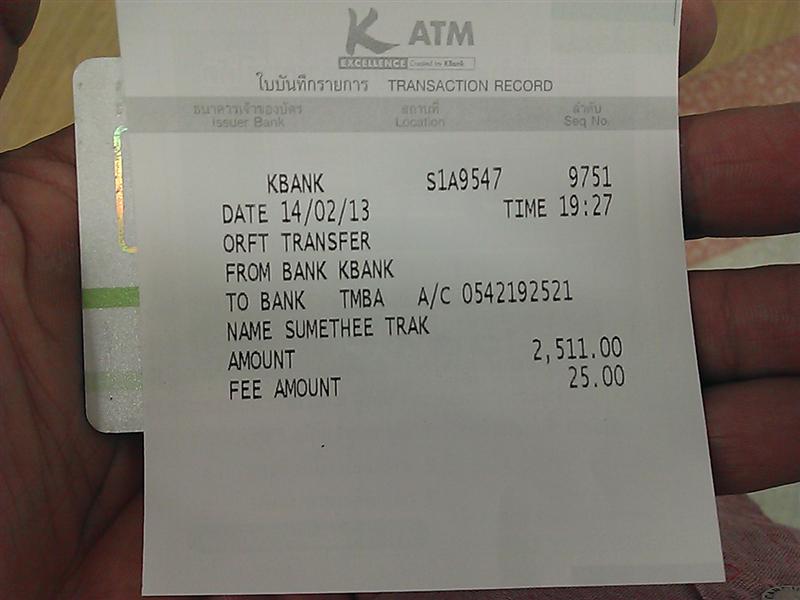 K ATM
EXCELLENCE Created by KBank
ใบบันทึกรายการ TRANSACTION RECORD
ธนาคารเจ้าของบัตร สถานที่ ลำดับ
Issuer Bank Location Seq No.
KBANK S1A9547 9751
DATE 14/02/13 TIME 19:27
ORFT TRANSFER
FROM BANK KBANK
TO BANK TMBA A/C 0542192521
NAME SUMETHEE TRAK
AMOUNT 2,511.00
FEE AMOUNT 25.00